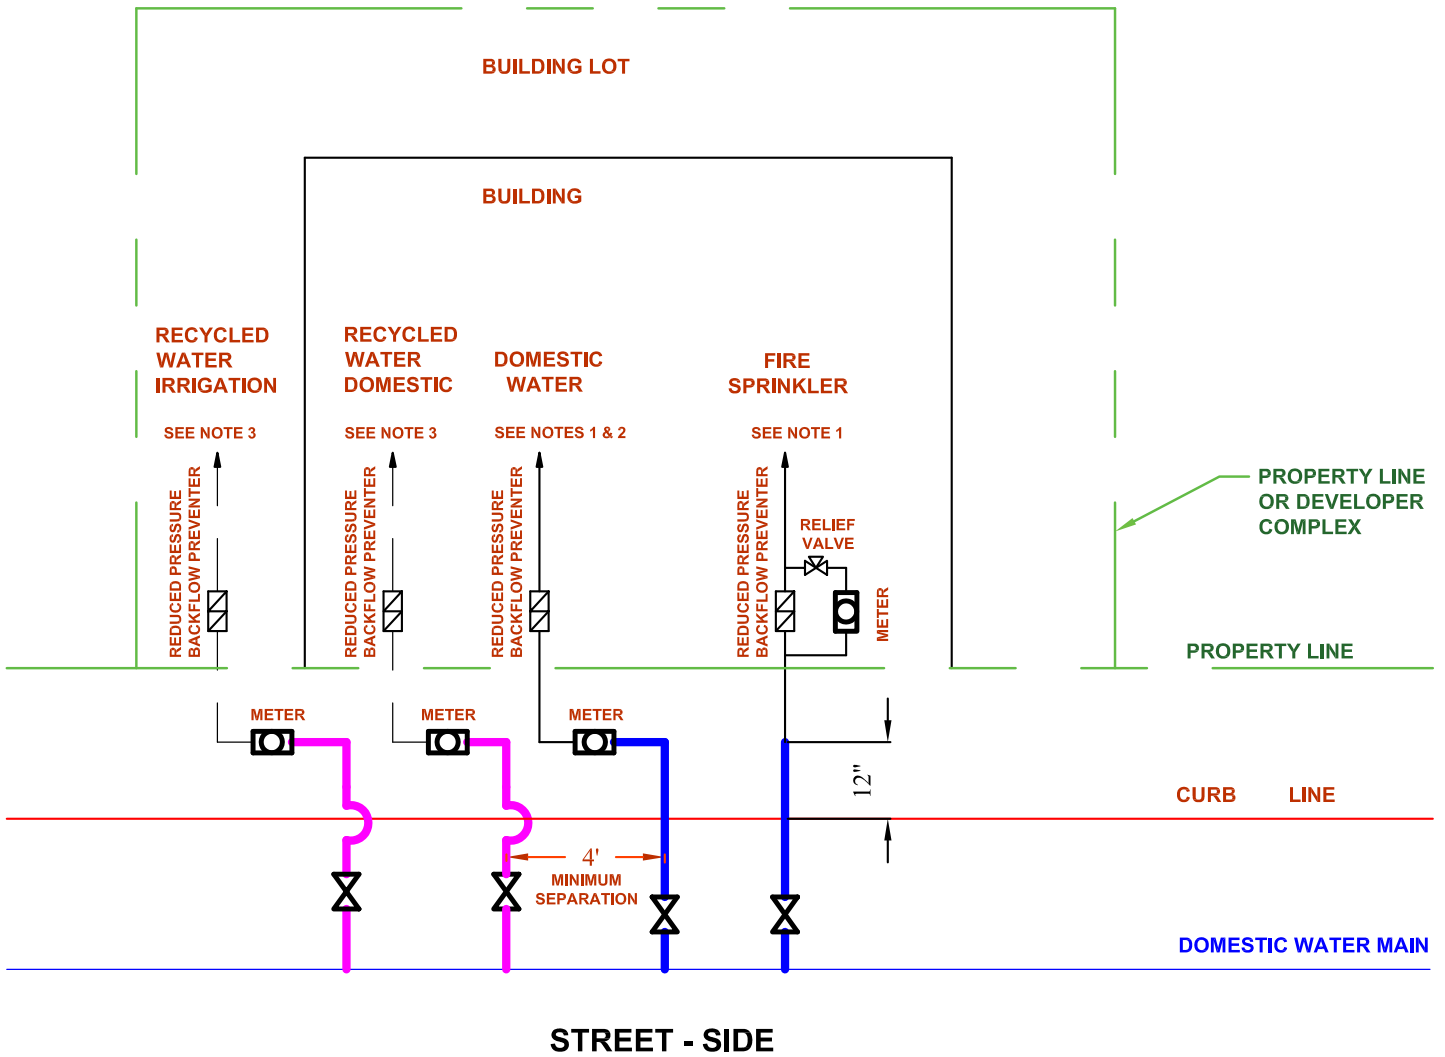 BUILDING LOT
BUILDING
RECYCLED
WATER
IRRIGATION
SEE NOTE 3
RECYCLED
WATER
DOMESTIC
SEE NOTE 3
DOMESTIC
WATER
SEE NOTES 1 & 2
FIRE
SPRINKLER
SEE NOTE 1
REDUCED PRESSURE
BACKFLOW PREVENTER
REDUCED PRESSURE
BACKFLOW PREVENTER
REDUCED PRESSURE
BACKFLOW PREVENTER
REDUCED PRESSURE
BACKFLOW PREVENTER
RELIEF
VALVE
METER
PROPERTY LINE
OR DEVELOPER
COMPLEX
PROPERTY LINE
METER
METER
METER
12"
CURB LINE
4'
MINIMUM
SEPARATION
DOMESTIC WATER MAIN
STREET - SIDE